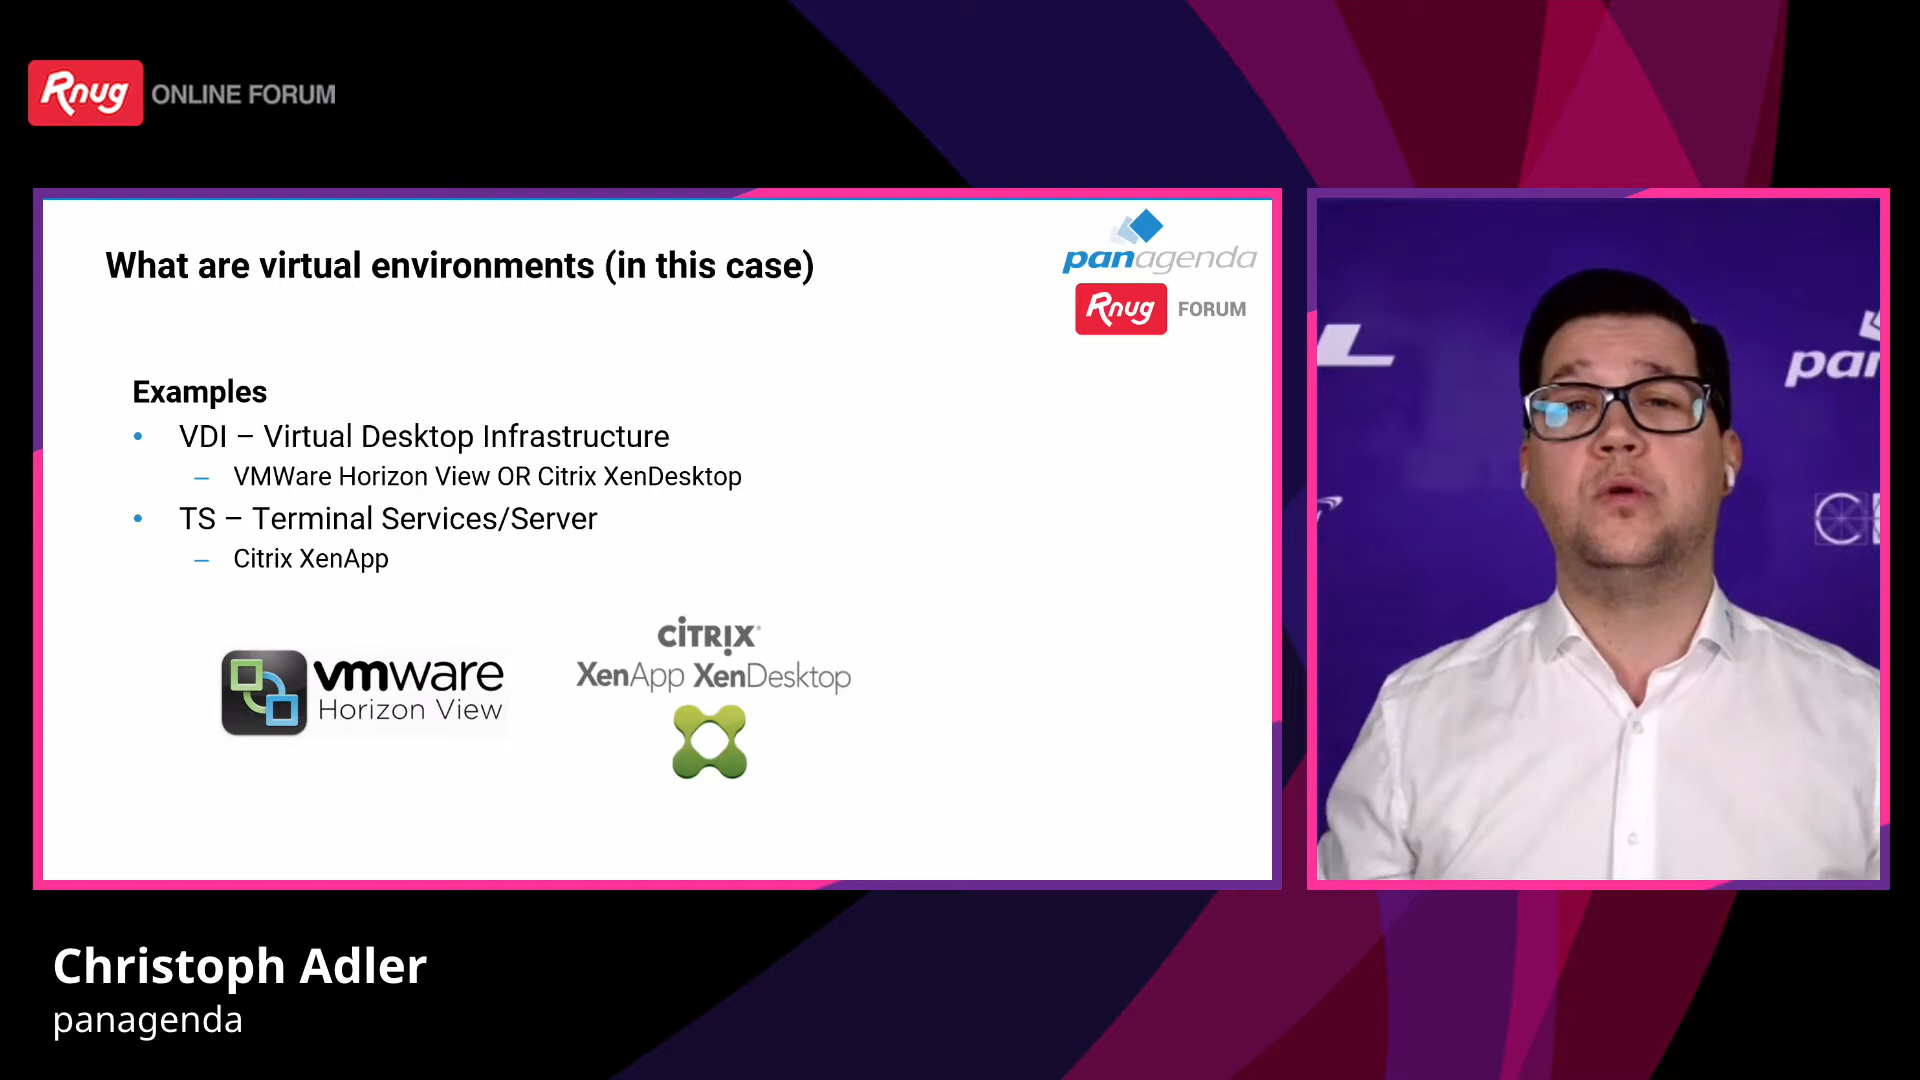 Rnug ONLINE FORUM
What are virtual environments (in this case)
panagenda
Rnug FORUM
Examples
• VDI – Virtual Desktop Infrastructure
– VMWare Horizon View OR Citrix XenDesktop
• TS – Terminal Services/Server
– Citrix XenApp
vmware
Horizon View
CITRIX
XenApp XenDesktop
L
pan
C
Christoph Adler
panagenda